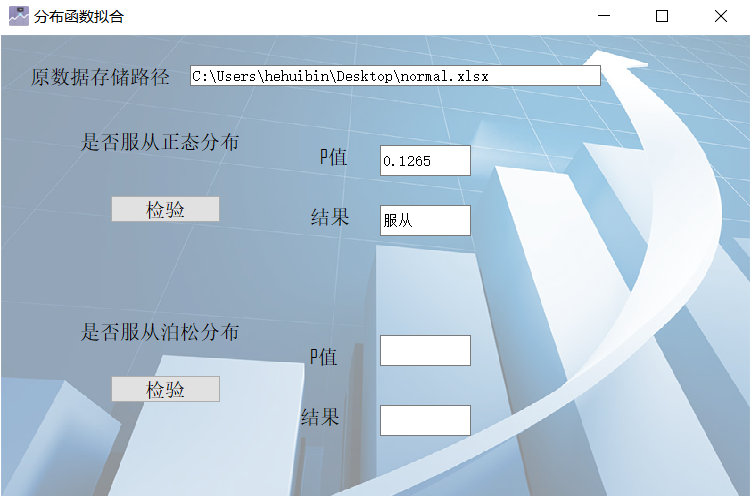 分布函数拟合
原数据存储路径 C:\Users\hehuibin\Desktop\normal.xlsx
是否服从正态分布
P值 0.1265
检验
结果 服从
是否服从泊松分布
P值
检验
结果